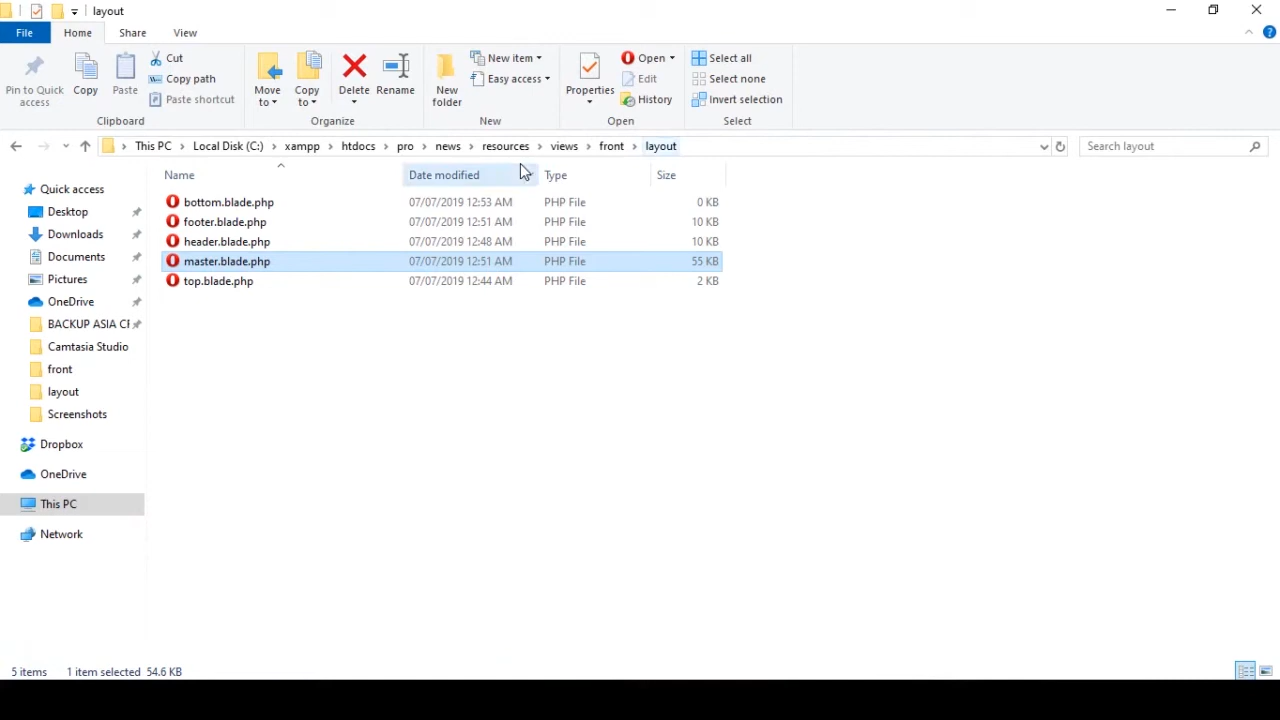 layout
File Home Share View
Pin to Quick access
Copy
Paste
Cut
Copy path
Paste shortcut
Clipboard
Move to
Copy to
Delete
Rename
Organize
New folder
New item
Easy access
New
Properties
Open
Edit
History
Open
Select all
Select none
Invert selection
Select
This PC Local Disk (C:) xampp htdocs pro news resources views front layout
Search layout
Name Date modified Type Size
bottom.blade.php 07/07/2019 12:53 AM PHP File 0 KB
footer.blade.php 07/07/2019 12:51 AM PHP File 10 KB
header.blade.php 07/07/2019 12:48 AM PHP File 10 KB
master.blade.php 07/07/2019 12:51 AM PHP File 55 KB
top.blade.php 07/07/2019 12:44 AM PHP File 2 KB
Quick access
Desktop
Downloads
Documents
Pictures
OneDrive
BACKUP ASIA
Camtasia Studio
front
layout
Screenshots
Dropbox
OneDrive
This PC
Network
5 items 1 item selected 54.6 KB